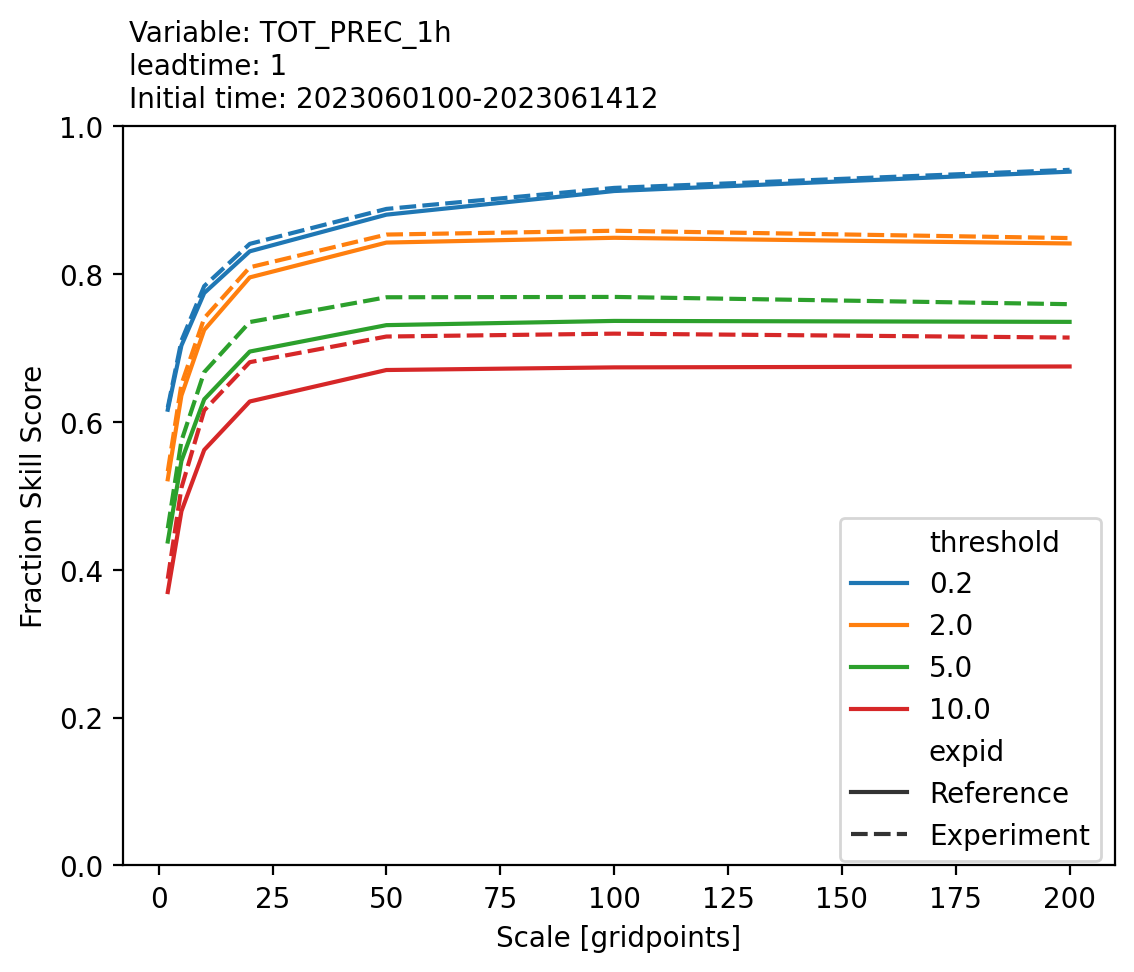 Variable: TOT_PREC_1h
leadtime: 1
Initial time: 2023060100-2023061412
1.0
0.8
0.6
0.4
0.2
0.0
Fraction Skill Score
threshold
0.2
2.0
5.0
10.0
expid
Reference
Experiment
0 25 50 75 100 125 150 175 200
Scale [gridpoints]